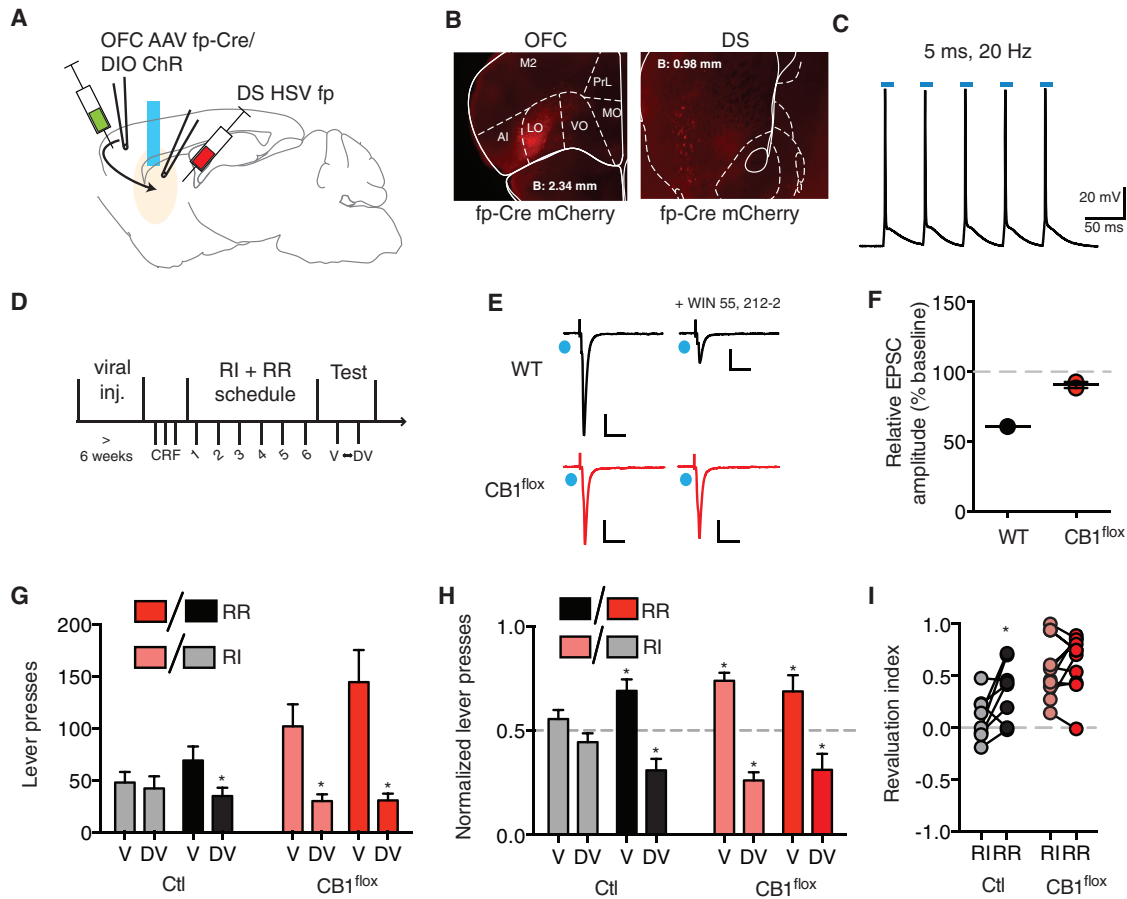 A
OFC AAV fp-Cre/
DIO ChR
DS HSV fp
B
OFC
DS
M2
PrL
MO
VO
LO
AI
B: 2.34 mm
B: 0.98 mm
fp-Cre mCherry
fp-Cre mCherry
C
5 ms, 20 Hz
20 mV
50 ms
D
viral
inj.
RI + RR
schedule
Test
>
6 weeks
CRF
1
2
3
4
5
6
V ↔DV
E
+ WIN 55, 212-2
WT
CB1flox
F
Relative EPSC
amplitude (% baseline)
150
100
50
0
WT
CB1flox
G
RR
RI
Lever presses
200
150
100
50
0
V DV V DV V DV V DV
Ctl
CB1flox
* * *
H
RR
RI
Normalized lever presses
1.0
0.5
0.0
* * * * * *
V DV V DV V DV V DV
Ctl
CB1flox
I
Revaluation index
1.0
0.5
0.0
-0.5
-1.0
*
RI RR RI RR
Ctl
CB1flox